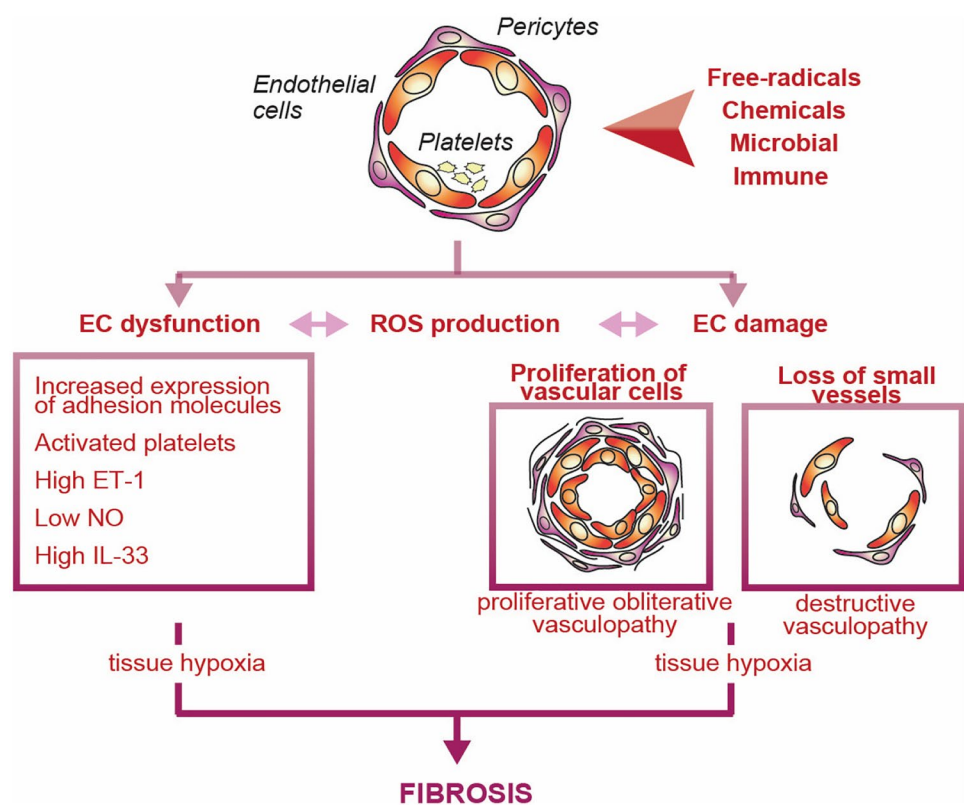 Pericytes
Endothelial
cells
Platelets
Free-radicals
Chemicals
Microbial
Immune
EC dysfunction
ROS production
EC damage
Increased expression
of adhesion molecules
Activated platelets
High ET-1
Low NO
High IL-33
Proliferation of
vascular cells
Loss of small
vessels
proliferative obliterative
vasculopathy
destructive
vasculopathy
tissue hypoxia
tissue hypoxia
FIBROSIS